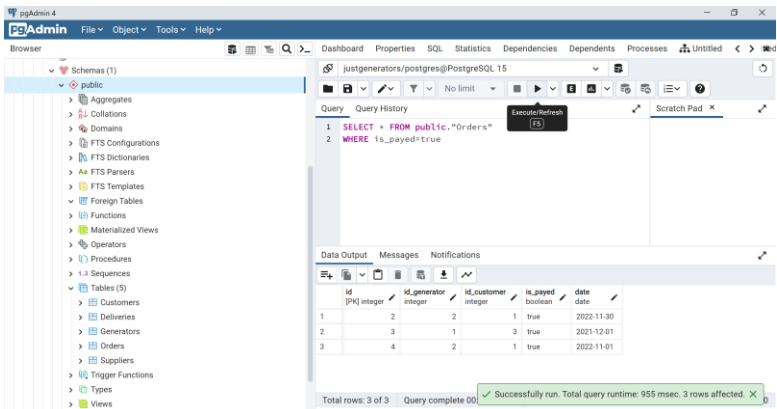 pgAdmin 4
pgAdmin File Object Tools Help
Browser
Dashboard Properties SQL Statistics Dependencies Dependents Processes Untitled
Schemas (1)
public
Aggregates
Collations
Domains
FTS Configurations
FTS Dictionaries
Aa FTS Parsers
FTS Templates
Foreign Tables
Functions
Materialized Views
Operators
Procedures
1..3 Sequences
Tables (5)
Customers
Deliveries
Generators
Orders
Suppliers
Trigger Functions
Types
Views
justgenerators/postgres@PostgreSQL 15
No limit
Execute/Refresh
F5
Query Query History
Scratch Pad
1 SELECT * FROM public."Orders"
2 WHERE is_payed=true
Data Output Messages Notifications
id id_generator id_customer is_payed date
[PK] integer integer integer boolean date
1 2 2 1 true 2022-11-30
2 3 1 3 true 2021-12-01
3 4 2 1 true 2022-11-01
Total rows: 3 of 3 Query complete 00:
Successfully run. Total query runtime: 955 msec. 3 rows affected.